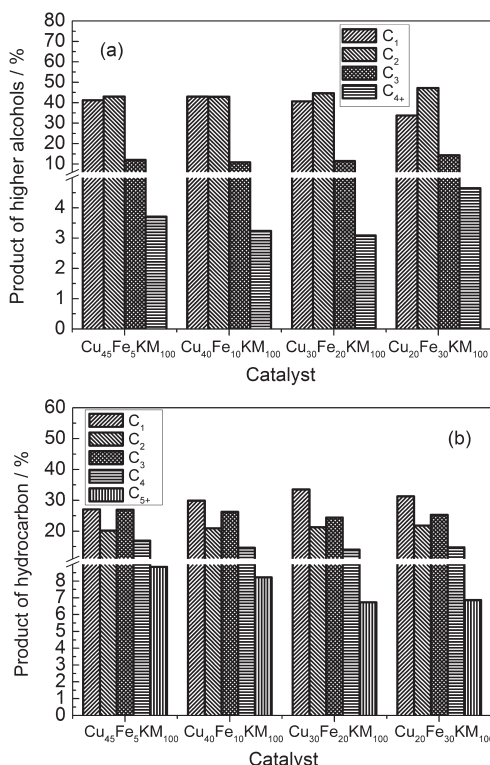 80
70
60
50
40
30
20
10
4
3
2
1
0
Product of higher alcohols / %
(a)
C₁
C₂
C₃
C₄₊
Cu₄₅Fe₅KM₁₀₀ Cu₄₀Fe₁₀KM₁₀₀ Cu₃₀Fe₂₀KM₁₀₀ Cu₂₀Fe₃₀KM₁₀₀
Catalyst
60
50
40
30
20
8
7
6
5
4
3
2
1
0
Product of hydrocarbon / %
(b)
C₁
C₂
C₃
C₄
C₅₊
Cu₄₅Fe₅KM₁₀₀ Cu₄₀Fe₁₀KM₁₀₀ Cu₃₀Fe₂₀KM₁₀₀ Cu₂₀Fe₃₀KM₁₀₀
Catalyst